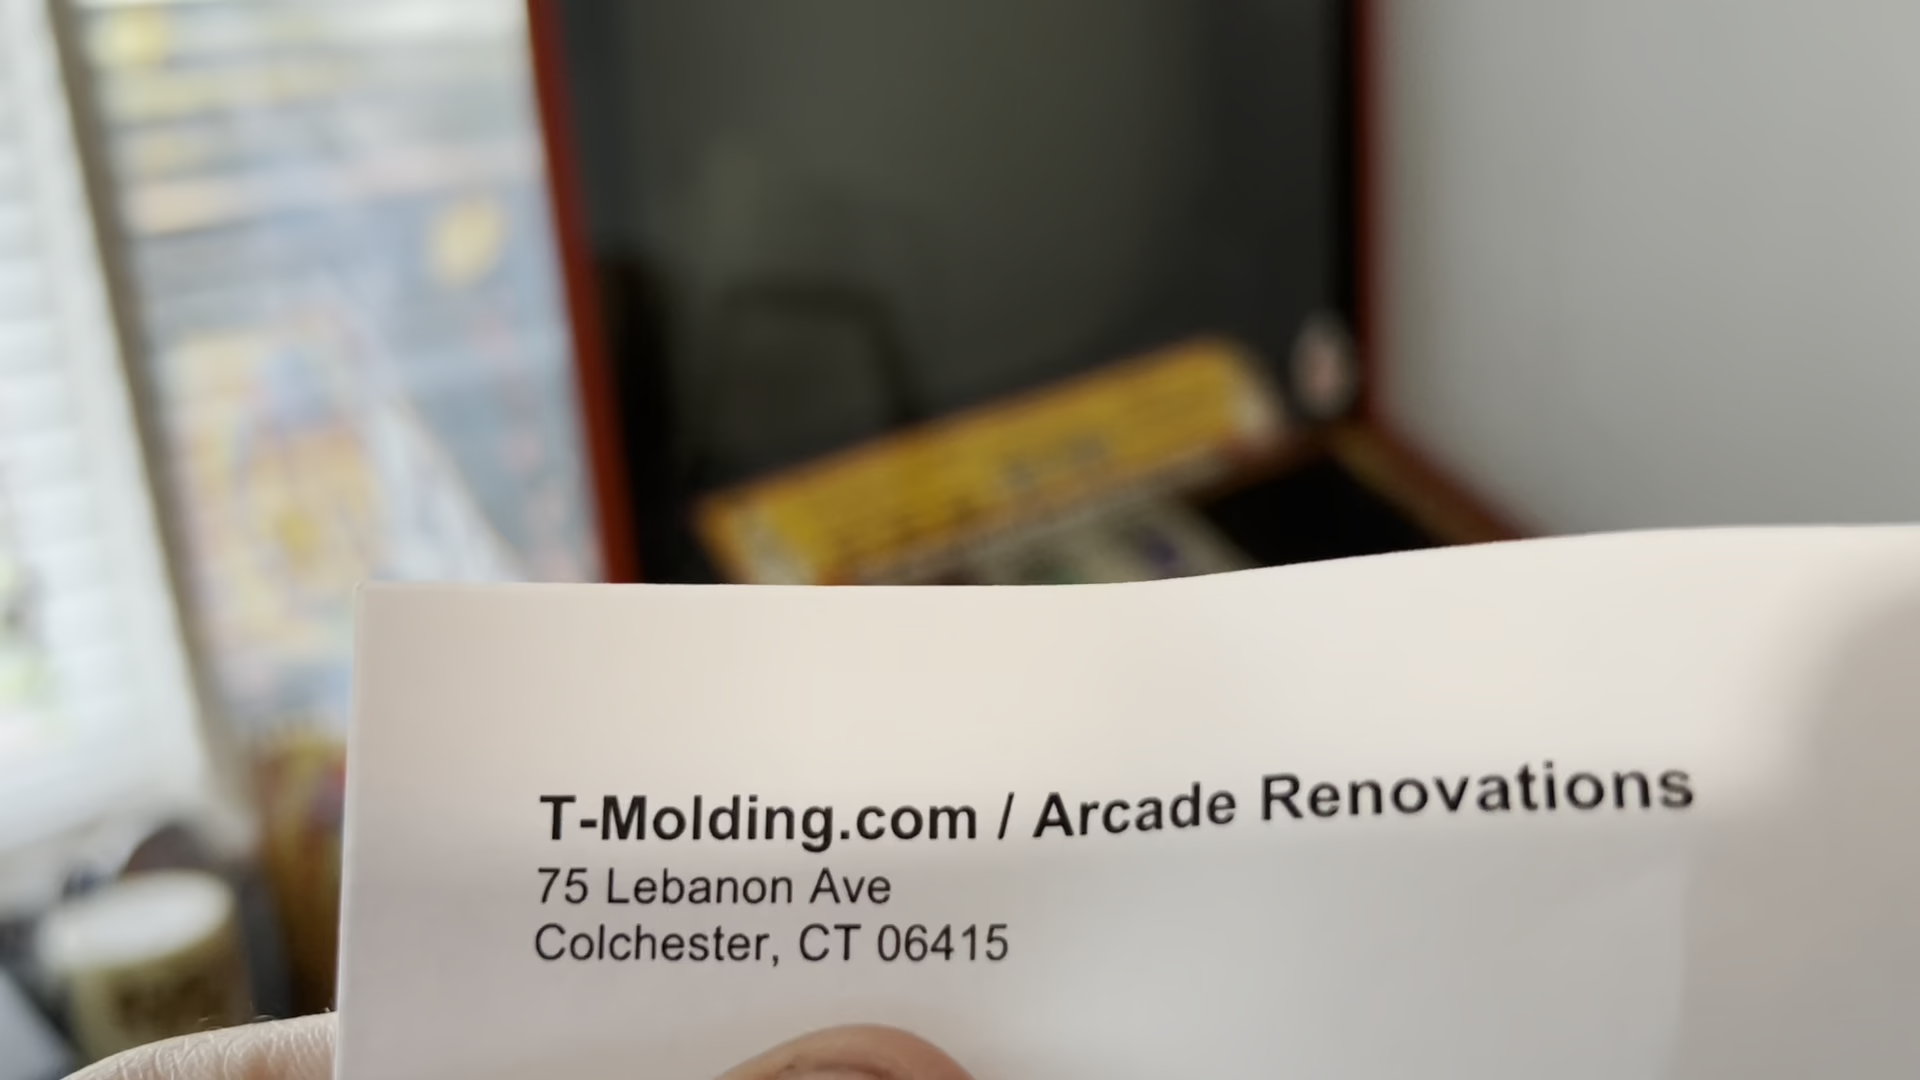 T-Molding.com / Arcade Renovations
75 Lebanon Ave
Colchester, CT 06415